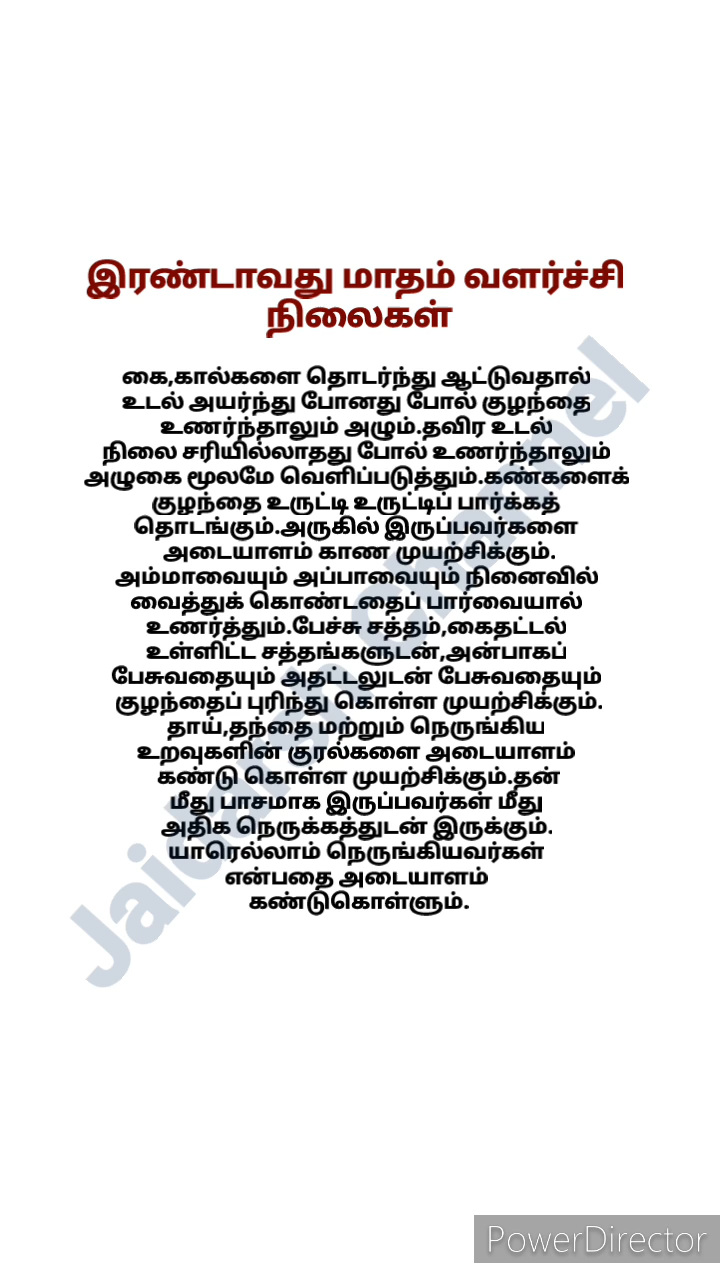 இரண்டாவது மாதம் வளர்ச்சி
நிலைகள்
கை,கால்களை தொடர்ந்து ஆட்டுவதால்
உடல் அயர்ந்து போனது போல் குழந்தை
உணர்ந்தாலும் அழும்.தவிர உடல்
நிலை சரியில்லாதது போல் உணர்ந்தாலும்
அழுகை மூலமே வெளிப்படுத்தும்.கண்களைக்
குழந்தை உருட்டி உருட்டிப் பார்க்கத்
தொடங்கும்.அருகில் இருப்பவர்களை
அடையாளம் காண முயற்சிக்கும்.
அம்மாவையும் அப்பாவையும் நினைவில்
வைத்துக் கொண்டதைப் பார்வையால்
உணர்த்தும்.பேச்சு சத்தம்,கைதட்டல்
உள்ளிட்ட சத்தங்களுடன்,அன்பாகப்
பேசுவதையும் அதட்டலுடன் பேசுவதையும்
குழந்தைப் புரிந்து கொள்ள முயற்சிக்கும்.
தாய்,தந்தை மற்றும் நெருங்கிய
உறவுகளின் குரல்களை அடையாளம்
கண்டு கொள்ள முயற்சிக்கும்.தன்
மீது பாசமாக இருப்பவர்கள் மீது
அதிக நெருக்கத்துடன் இருக்கும்.
யாரெல்லாம் நெருங்கியவர்கள்
என்பதை அடையாளம்
கண்டுகொள்ளும்.
Jaidarsh Channel
PowerDirector